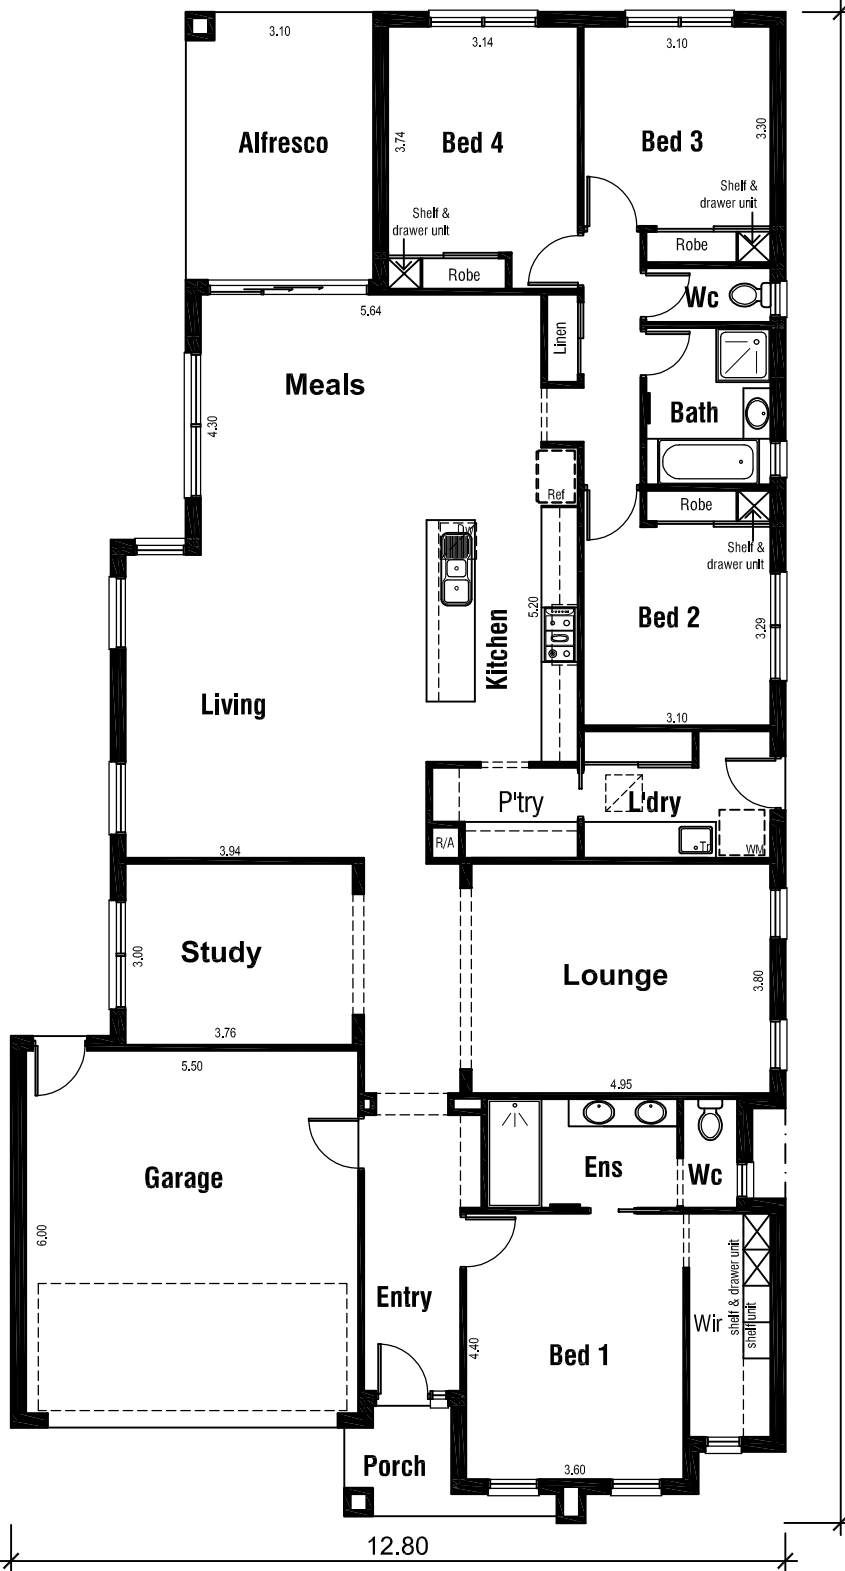 3.10
3.14
3.10
Alfresco
3.74
Bed 4
Bed 3
3.30
Shelf &
drawer unit
Shelf &
drawer unit
Robe
Robe
Wc
5.64
Linen
Meals
4.30
Bath
Ref
Robe
Shelf &
drawer unit
Dw
5.20
Kitchen
Bed 2
3.29
Living
3.10
P'try
L'dry
R/A
Tr
WM
3.94
Study
3.00
3.76
Lounge
3.80
4.95
5.50
Garage
6.00
Ens
Wc
Entry
4.40
Bed 1
Wir
shelf & drawer unit
shelf unit
3.60
Porch
12.80